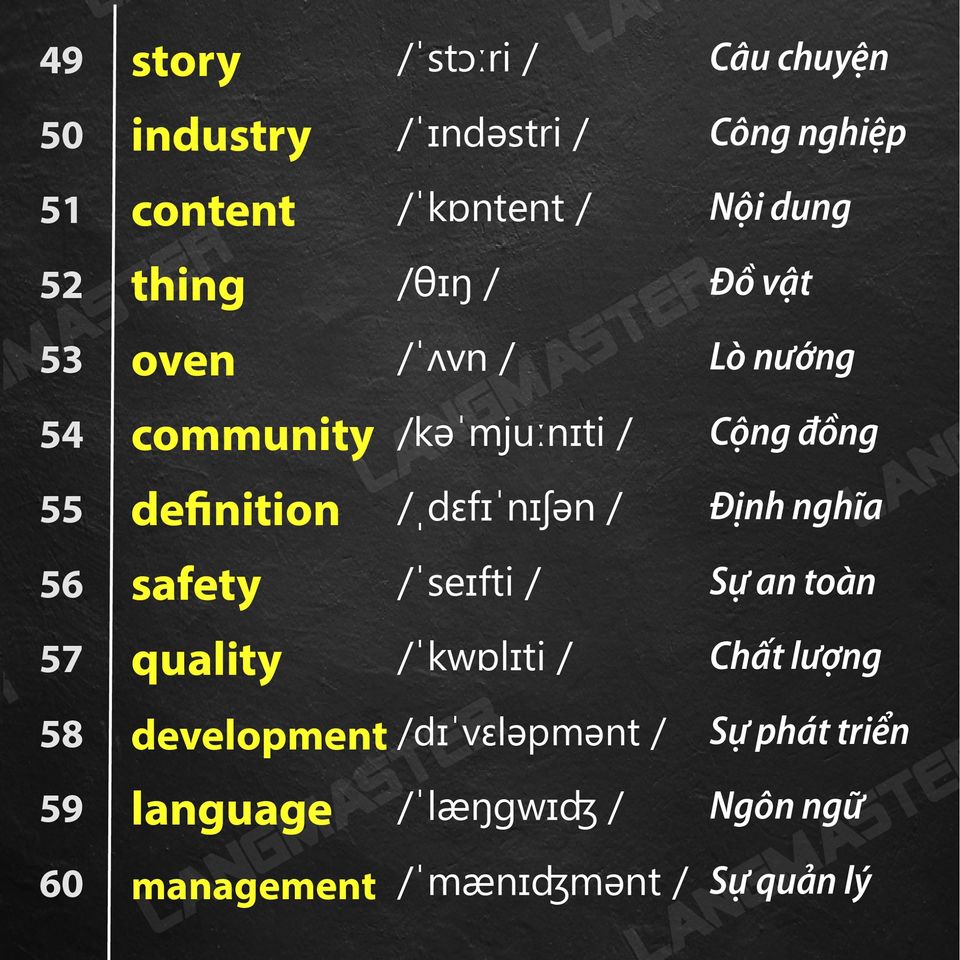 49 story /ˈstɔːri / Câu chuyện
50 industry /ˈɪndəstri / Công nghiệp
51 content /ˈkɒntent / Nội dung
52 thing /θɪŋ / Đồ vật
53 oven /ˈʌvn / Lò nướng
54 community /kəˈmjuːnɪti / Cộng đồng
55 definition /ˌdɛfɪˈnɪʃən / Định nghĩa
56 safety /ˈseɪfti / Sự an toàn
57 quality /ˈkwɒlɪti / Chất lượng
58 development /dɪˈvɛləpmənt / Sự phát triển
59 language /ˈlæŋgwɪʤ / Ngôn ngữ
60 management /ˈmænɪʤmənt / Sự quản lý
LANGMASTER
LANGMASTER
LANGMASTER